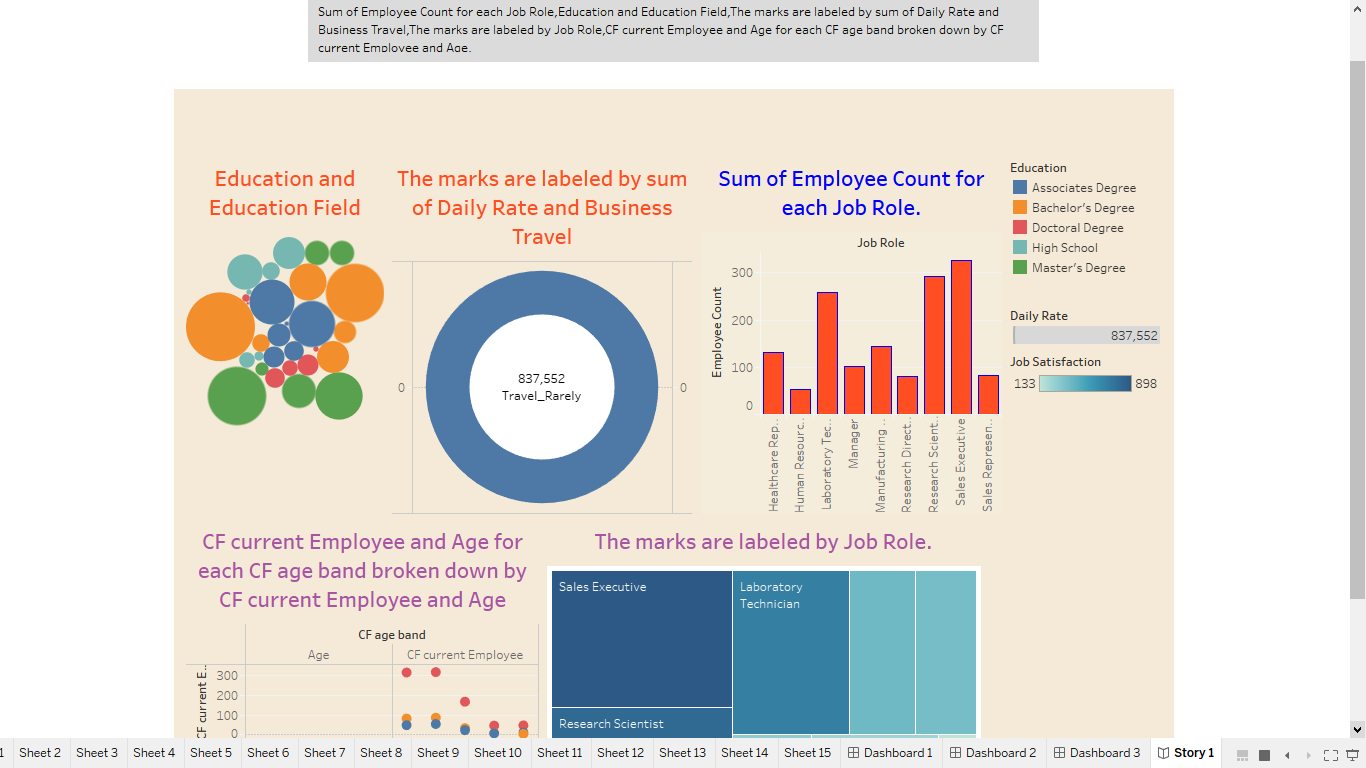 Sum of Employee Count for each Job Role,Education and Education Field,The marks are labeled by sum of Daily Rate and
Business Travel,The marks are labeled by Job Role,CF current Employee and Age for each CF age band broken down by CF
current Employee and Age.
Education and
Education Field
The marks are labeled by sum
of Daily Rate and Business
Travel
0
837,552
Travel_Rarely
0
Sum of Employee Count for
each Job Role.
Job Role
Employee Count
300
200
100
0
Healthcare Rep..
Human Resourc..
Laboratory Tec..
Manager
Manufacturing ..
Research Direct..
Research Scient..
Sales Executive
Sales Represen..
Education
Associates Degree
Bachelor's Degree
Doctoral Degree
High School
Master's Degree
Daily Rate
837,552
Job Satisfaction
133 898
CF current Employee and Age for
each CF age band broken down by
CF current Employee and Age
CF age band
Age CF current Employee
CF current E..
300
200
100
0
The marks are labeled by Job Role.
Sales Executive
Laboratory
Technician
Research Scientist
1 Sheet 2 Sheet 3 Sheet 4 Sheet 5 Sheet 6 Sheet 7 Sheet 8 Sheet 9 Sheet 10 Sheet 11 Sheet 12 Sheet 13 Sheet 14 Sheet 15 Dashboard 1 Dashboard 2 Dashboard 3 Story 1